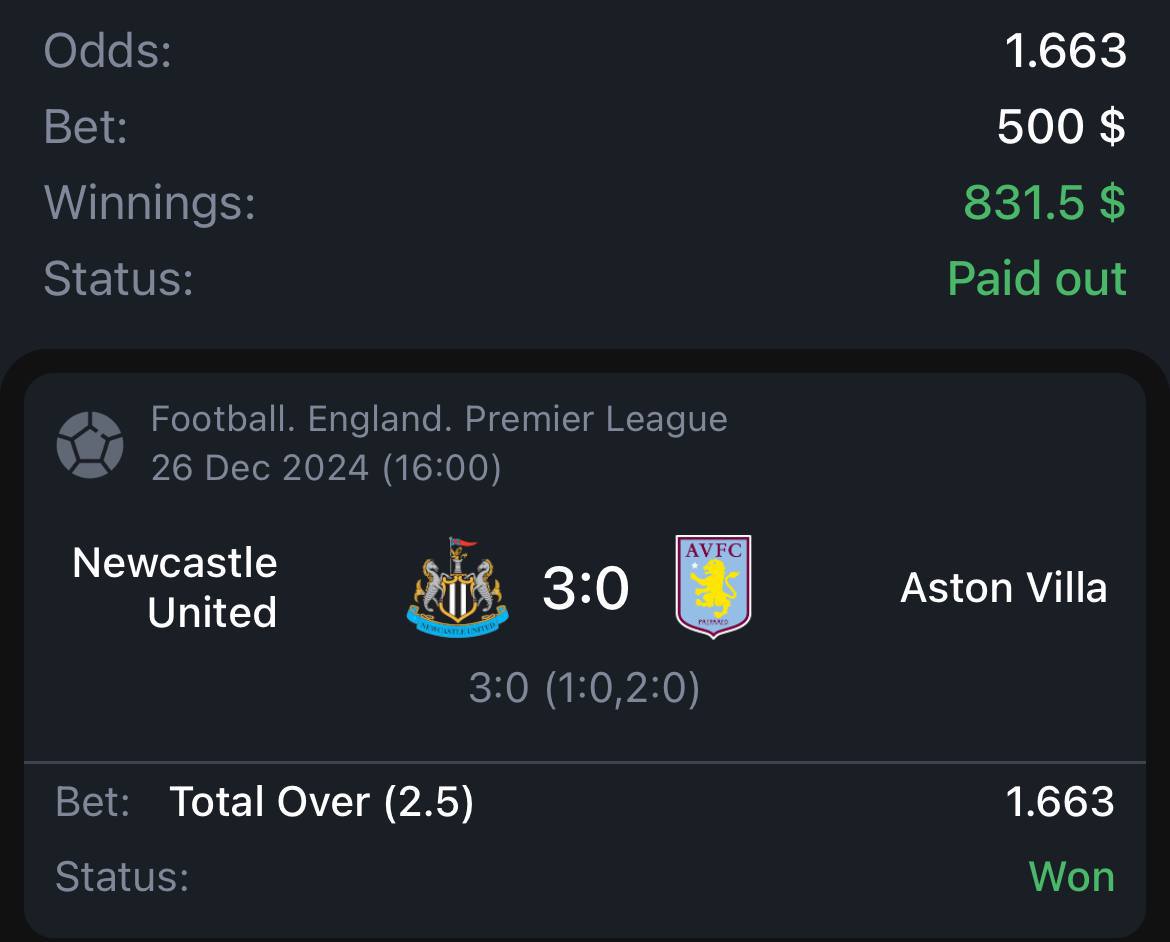 Odds: 1.663
Bet: 500 $
Winnings: 831.5 $
Status: Paid out
Football. England. Premier League
26 Dec 2024 (16:00)
Newcastle United
NEWCASTLE UNITED
3:0
AVFC
PREPARED
Aston Villa
3:0 (1:0,2:0)
Bet: Total Over (2.5) 1.663
Status: Won